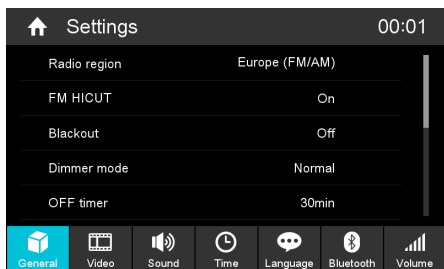 Settings 00:01
Radio region Europe (FM/AM)
FM HICUT On
Blackout Off
Dimmer mode Normal
OFF timer 30min
General Video Sound Time Language Bluetooth Volume